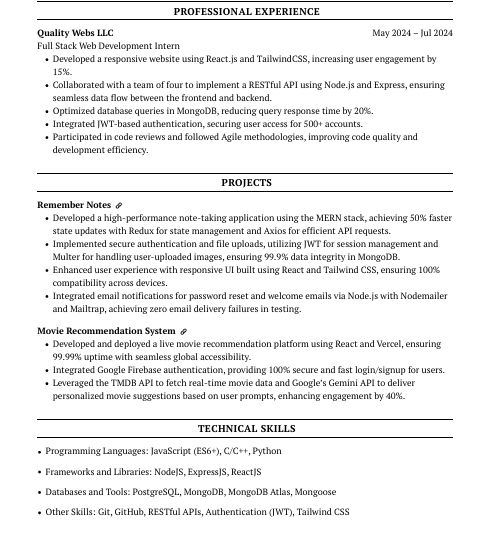 PROFESSIONAL EXPERIENCE
Quality Webs LLC May 2024 – Jul 2024
Full Stack Web Development Intern
• Developed a responsive website using React.js and TailwindCSS, increasing user engagement by
15%.
• Collaborated with a team of four to implement a RESTful API using Node.js and Express, ensuring
seamless data flow between the frontend and backend.
• Optimized database queries in MongoDB, reducing query response time by 20%.
• Integrated JWT-based authentication, securing user access for 500+ accounts.
• Participated in code reviews and followed Agile methodologies, improving code quality and
development efficiency.
PROJECTS
Remember Notes
• Developed a high-performance note-taking application using the MERN stack, achieving 50% faster
state updates with Redux for state management and Axios for efficient API requests.
• Implemented secure authentication and file uploads, utilizing JWT for session management and
Multer for handling user-uploaded images, ensuring 99.9% data integrity in MongoDB.
• Enhanced user experience with responsive UI built using React and Tailwind CSS, ensuring 100%
compatibility across devices.
• Integrated email notifications for password reset and welcome emails via Node.js with Nodemailer
and Mailtrap, achieving zero email delivery failures in testing.
Movie Recommendation System
• Developed and deployed a live movie recommendation platform using React and Vercel, ensuring
99.99% uptime with seamless global accessibility.
• Integrated Google Firebase authentication, providing 100% secure and fast login/signup for users.
• Leveraged the TMDB API to fetch real-time movie data and Google's Gemini API to deliver
personalized movie suggestions based on user prompts, enhancing engagement by 40%.
TECHNICAL SKILLS
• Programming Languages: JavaScript (ES6+), C/C++, Python
• Frameworks and Libraries: NodeJS, ExpressJS, ReactJS
• Databases and Tools: PostgreSQL, MongoDB, MongoDB Atlas, Mongoose
• Other Skills: Git, GitHub, RESTful APIs, Authentication (JWT), Tailwind CSS